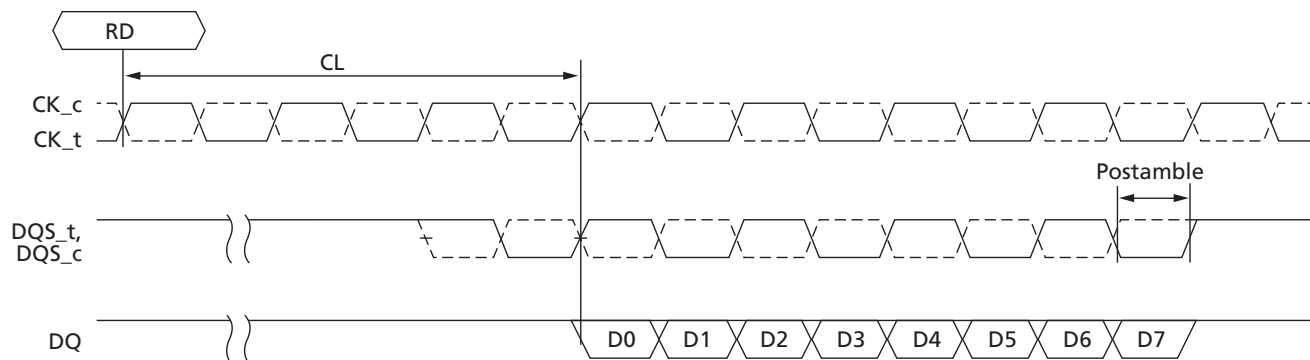 RD
CL
CK_c
CK_t
Postamble
DQS_t,
DQS_c
DQ
D0 D1 D2 D3 D4 D5 D6 D7